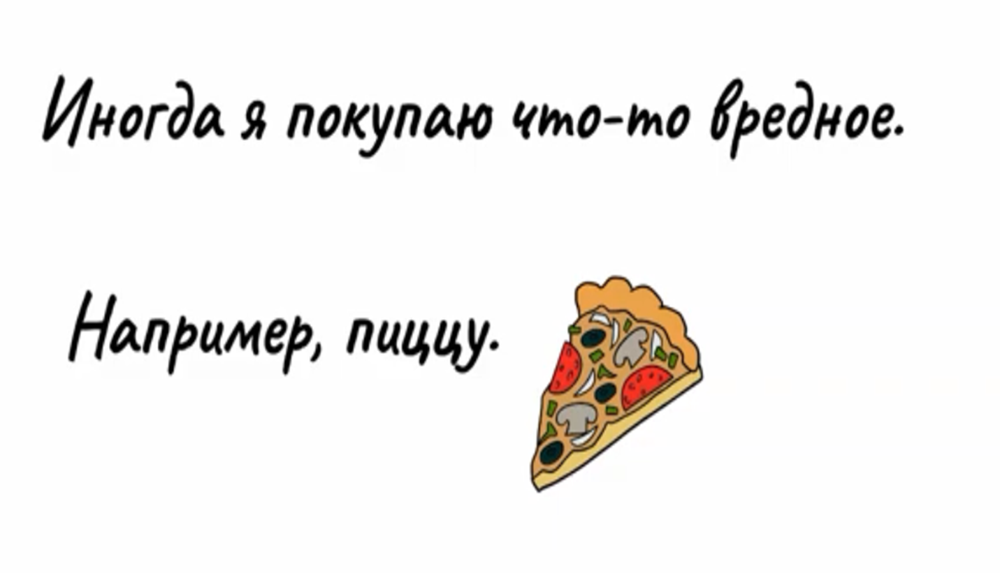 Иногда я покупаю что-то вредное.
Например, пиццу.